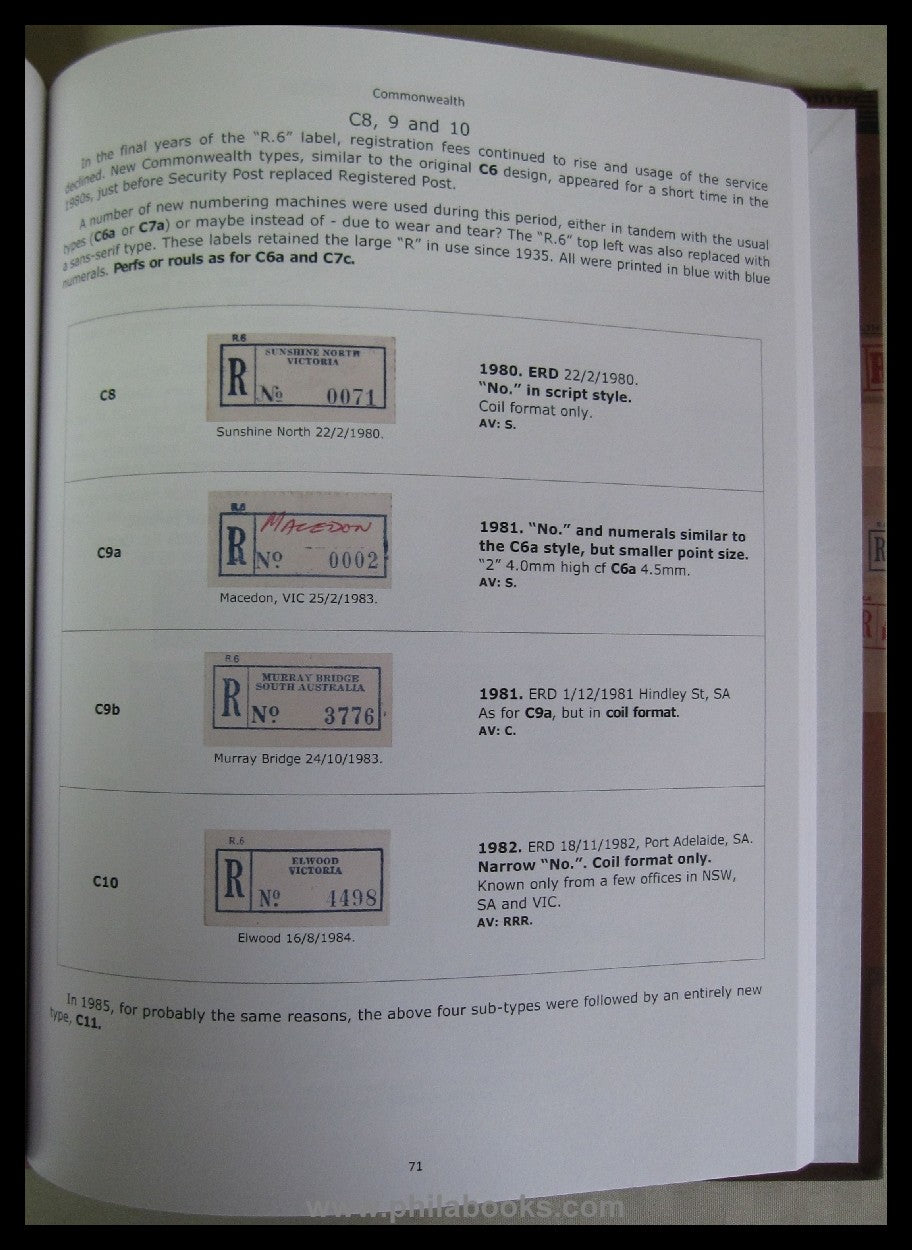 Commonwealth
C8, 9 and 10
In the final years of the "R.6" label, registration fees continued to rise and usage of the service
declined. New Commonwealth types, similar to the original C6 design, appeared for a short time in the
1980s, just before Security Post replaced Registered Post.
A number of new numbering machines were used during this period, either in tandem with the usual
types (C6a or C7a) or maybe instead of - due to wear and tear? The "R.6" top left was also replaced with
a sans-serif type. These labels retained the large "R" in use since 1935. All were printed in blue with blue
numerals. Perfs or rouls as for C6a and C7c.
C8
R.6
SUNSHINE NORTH
VICTORIA
R
No
0071
Sunshine North 22/2/1980.
1980. ERD 22/2/1980.
"No." in script style.
Coil format only.
AV: S.
C9a
R.6
MACEDON
R
No
0002
Macedon, VIC 25/2/1983.
1981. "No." and numerals similar to
the C6a style, but smaller point size.
"2" 4.0mm high cf C6a 4.5mm.
AV: S.
C9b
R.6
MURRAY BRIDGE
SOUTH AUSTRALIA
R
No
3776
Murray Bridge 24/10/1983.
1981. ERD 1/12/1981 Hindley St, SA
As for C9a, but in coil format.
AV: C.
C10
R.6
ELWOOD
VICTORIA
R
No
4498
Elwood 16/8/1984.
1982. ERD 18/11/1982, Port Adelaide, SA.
Narrow "No.". Coil format only.
Known only from a few offices in NSW,
SA and VIC.
AV: RRR.
In 1985, for probably the same reasons, the above four sub-types were followed by an entirely new
type, C11.
71
www.philabooks.com